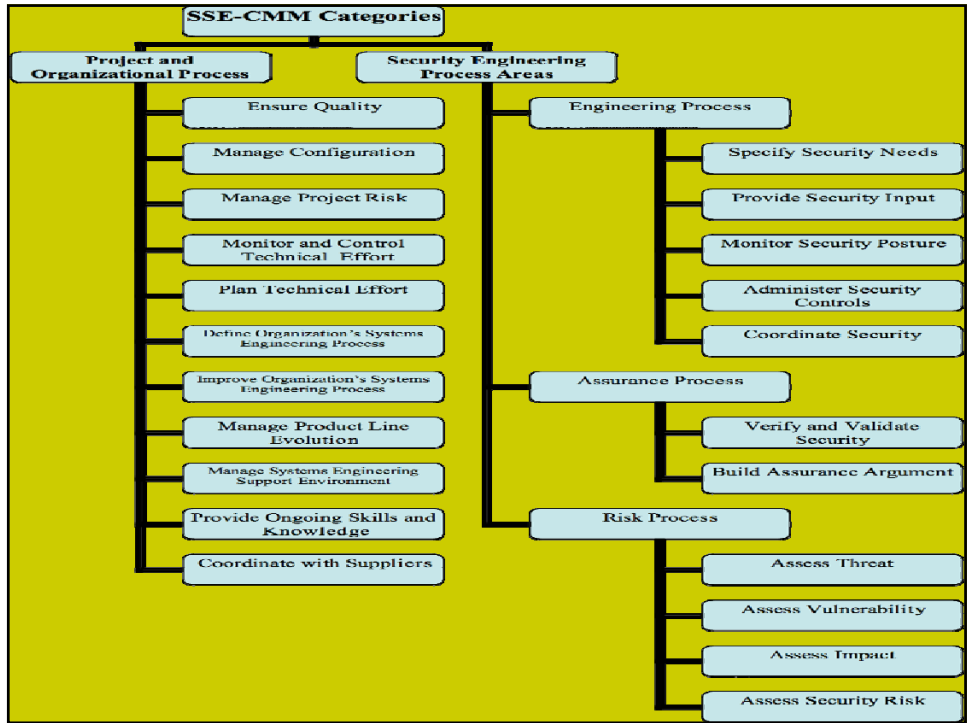 SSE-CMM Categories
Project and
Organizational Process
Security Engineering
Process Areas
Ensure Quality
Manage Configuration
Manage Project Risk
Monitor and Control
Technical Effort
Plan Technical Effort
Define Organization's Systems
Engineering Process
Improve Organization's Systems
Engineering Process
Manage Product Line
Evolution
Manage Systems Engineering
Support Environment
Provide Ongoing Skills and
Knowledge
Coordinate with Suppliers
Engineering Process
Specify Security Needs
Provide Security Input
Monitor Security Posture
Administer Security
Controls
Coordinate Security
Assurance Process
Verify and Validate
Security
Build Assurance Argument
Risk Process
Assess Threat
Assess Vulnerability
Assess Impact
Assess Security Risk